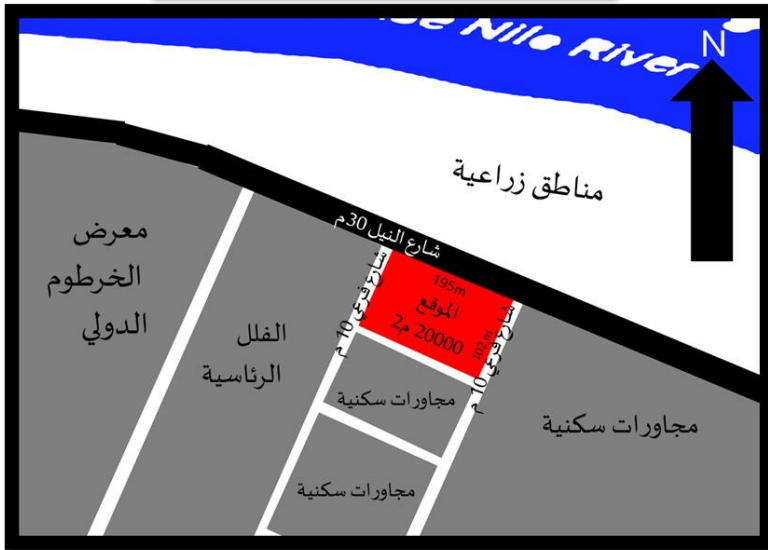 Nile River
N
مناطق زراعية
شارع النيل 30م
معرض
الخرطوم
الدولي
الفلل
الرئاسية
شارع فرعي 10 م
195m
الموقع
20000 م2
102m
شارع فرعي 10 م
مجاورات سكنية
مجاورات سكنية
مجاورات سكنية